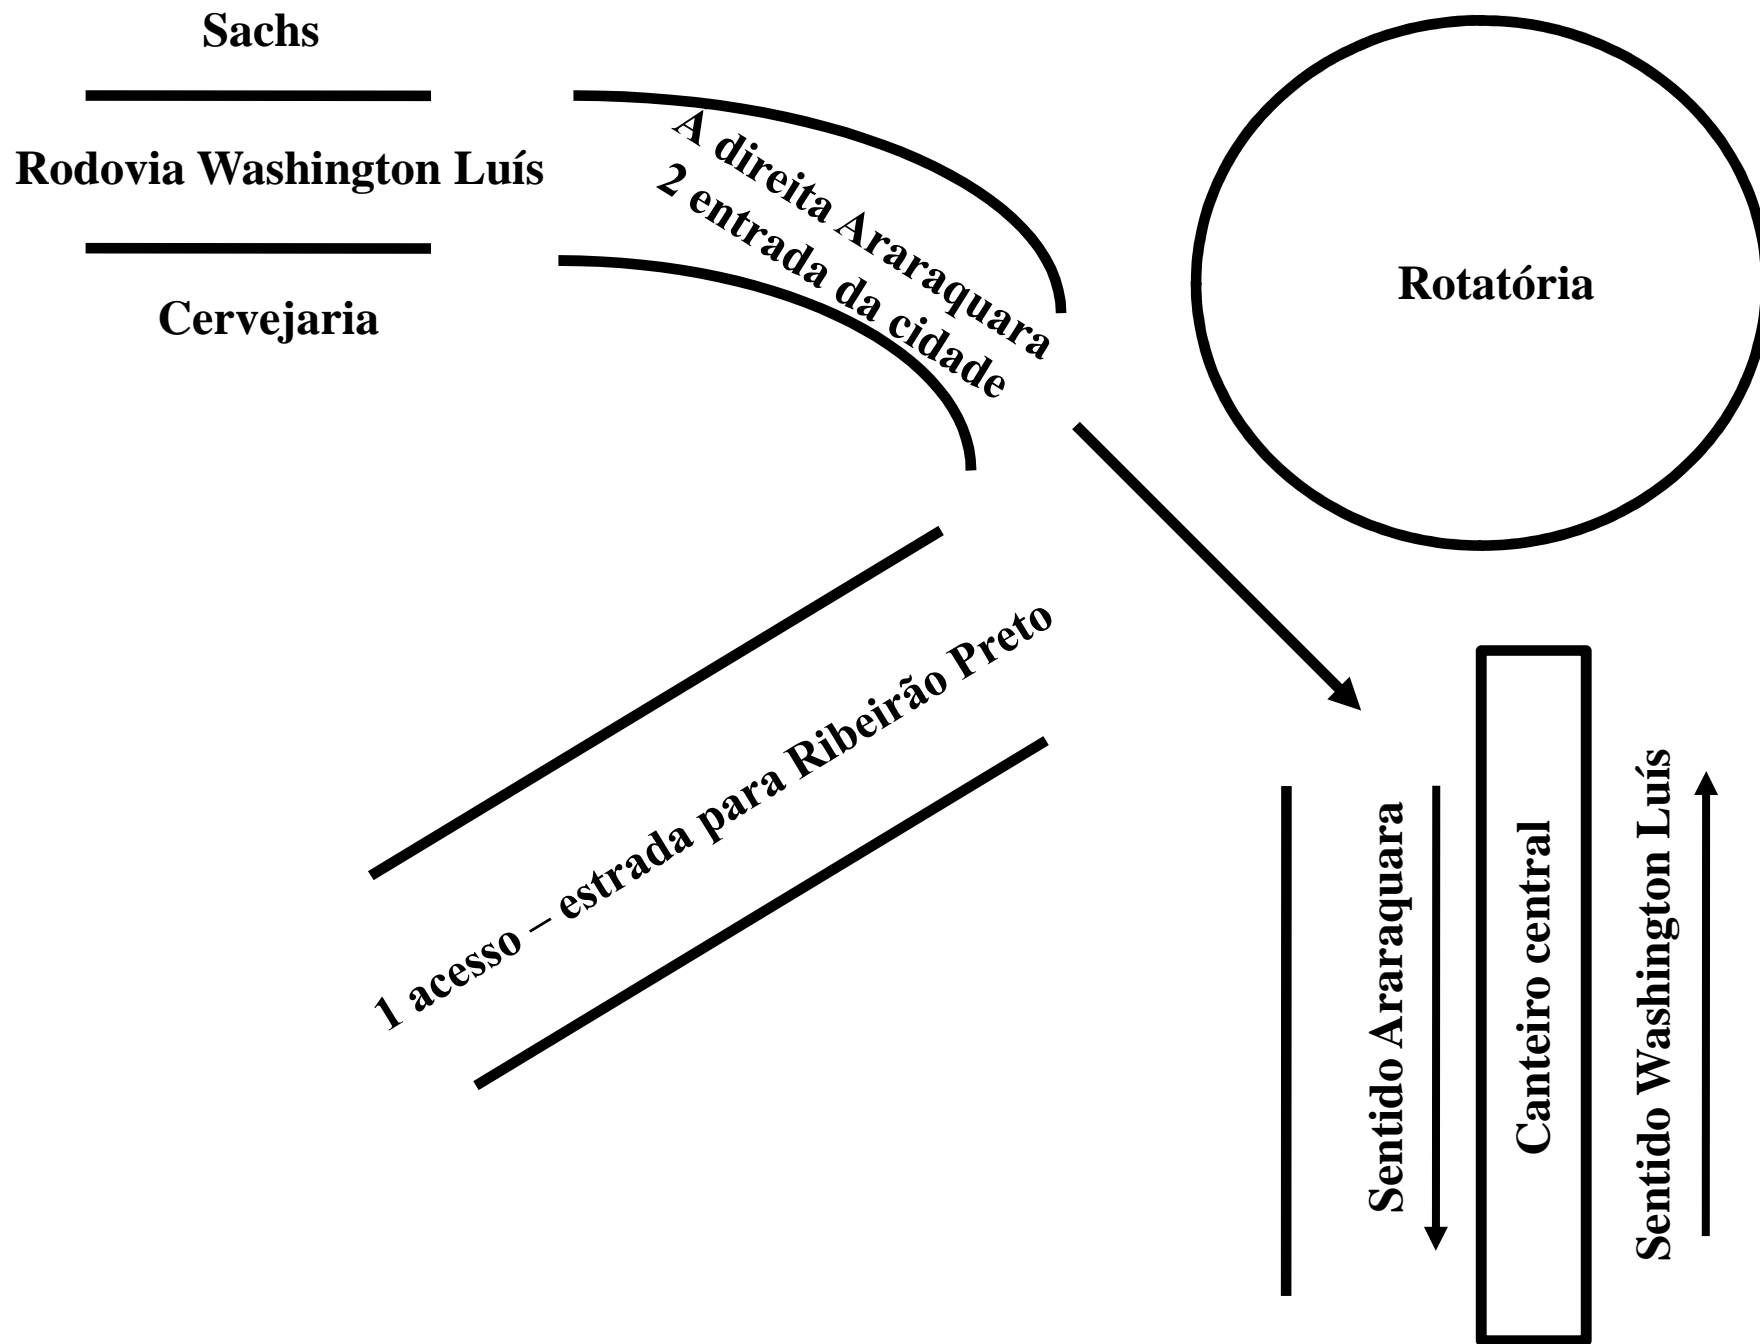 Sachs
Rodovia Washington Luís
Cervejaria
A direita Araraquara
2 entrada da cidade
Rotatória
1 acesso – estrada para Ribeirão Preto
Sentido Araraquara
Canteiro central
Sentido Washington Luís